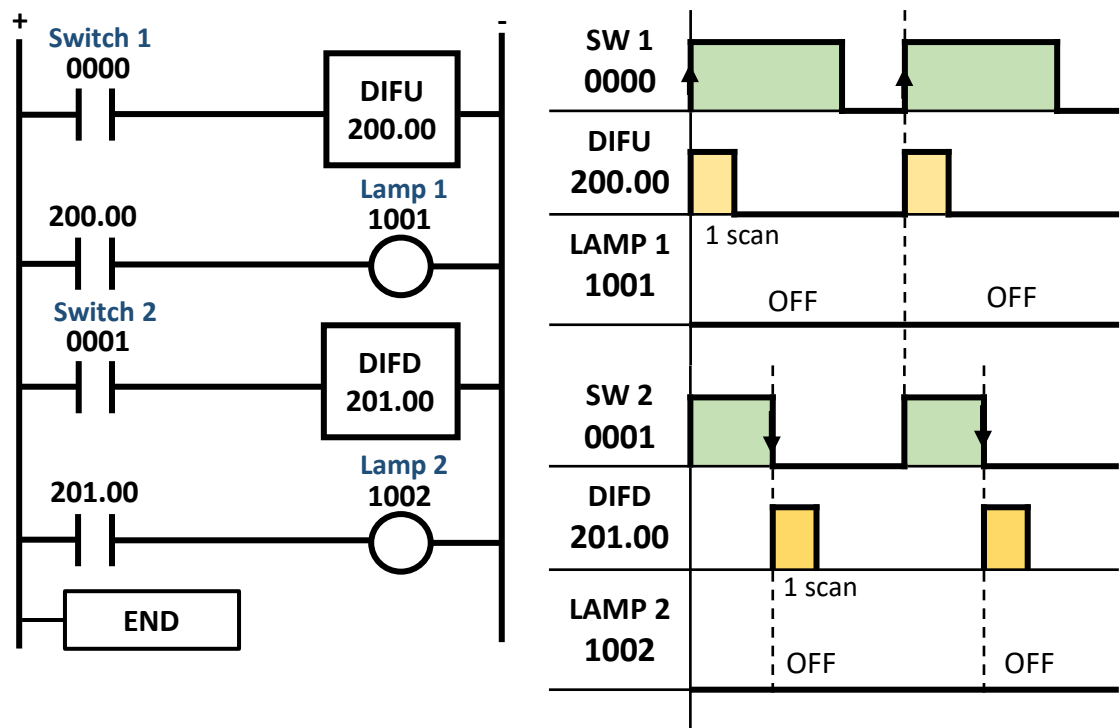 + -
Switch 1
0000
DIFU
200.00
200.00
Lamp 1
1001
Switch 2
0001
DIFD
201.00
201.00
Lamp 2
1002
END
SW 1
0000
DIFU
200.00
1 scan
LAMP 1
1001
OFF OFF
SW 2
0001
DIFD
201.00
1 scan
LAMP 2
1002
OFF OFF